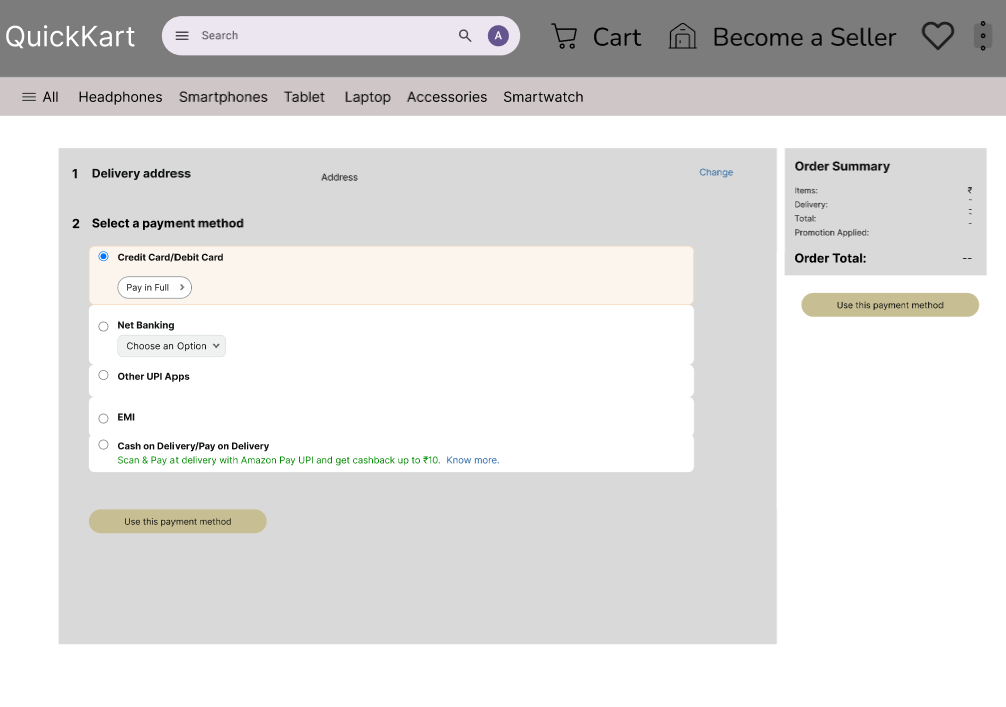 QuickKart
Search
A
Cart
Become a Seller
All
Headphones
Smartphones
Tablet
Laptop
Accessories
Smartwatch
1 Delivery address
Address
Change
2 Select a payment method
Credit Card/Debit Card
Pay in Full
Net Banking
Choose an Option
Other UPI Apps
EMI
Cash on Delivery/Pay on Delivery
Scan & Pay at delivery with Amazon Pay UPI and get cashback up to ₹10. Know more.
Use this payment method
Order Summary
Items: ₹
Delivery: -
Total: -
Promotion Applied: -
Order Total: --
Use this payment method